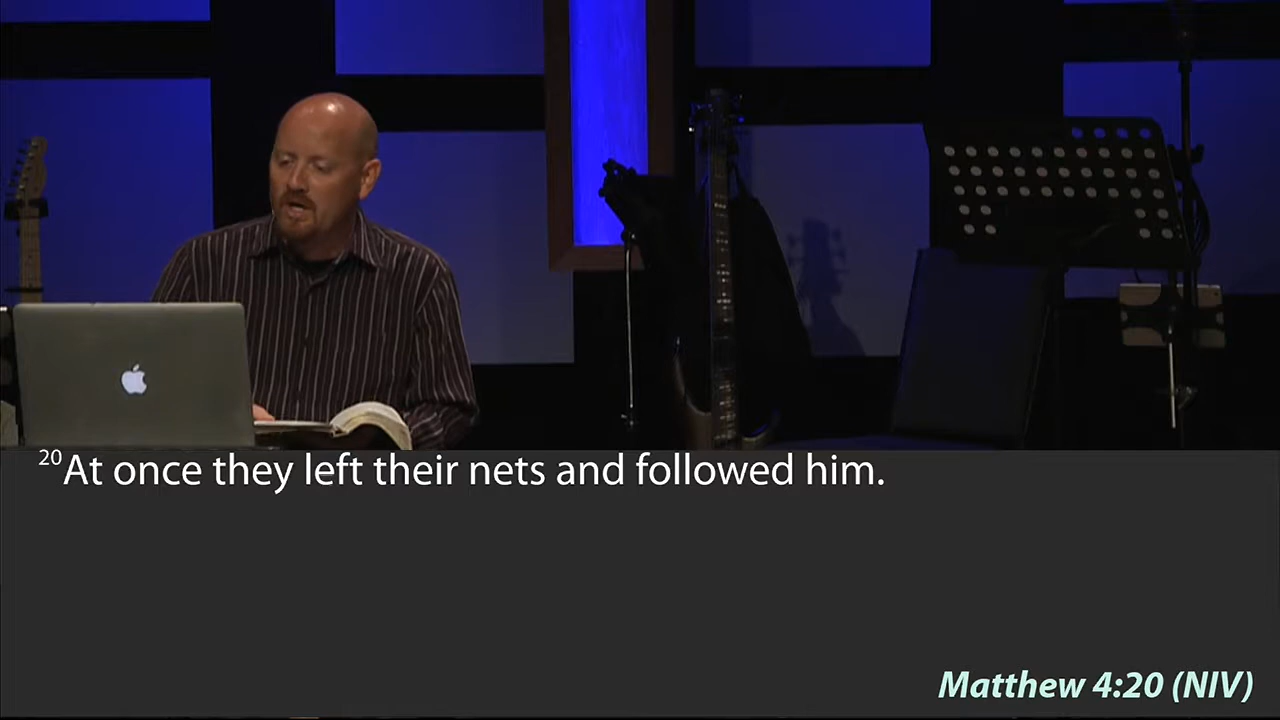 20At once they left their nets and followed him.
Matthew 4:20 (NIV)